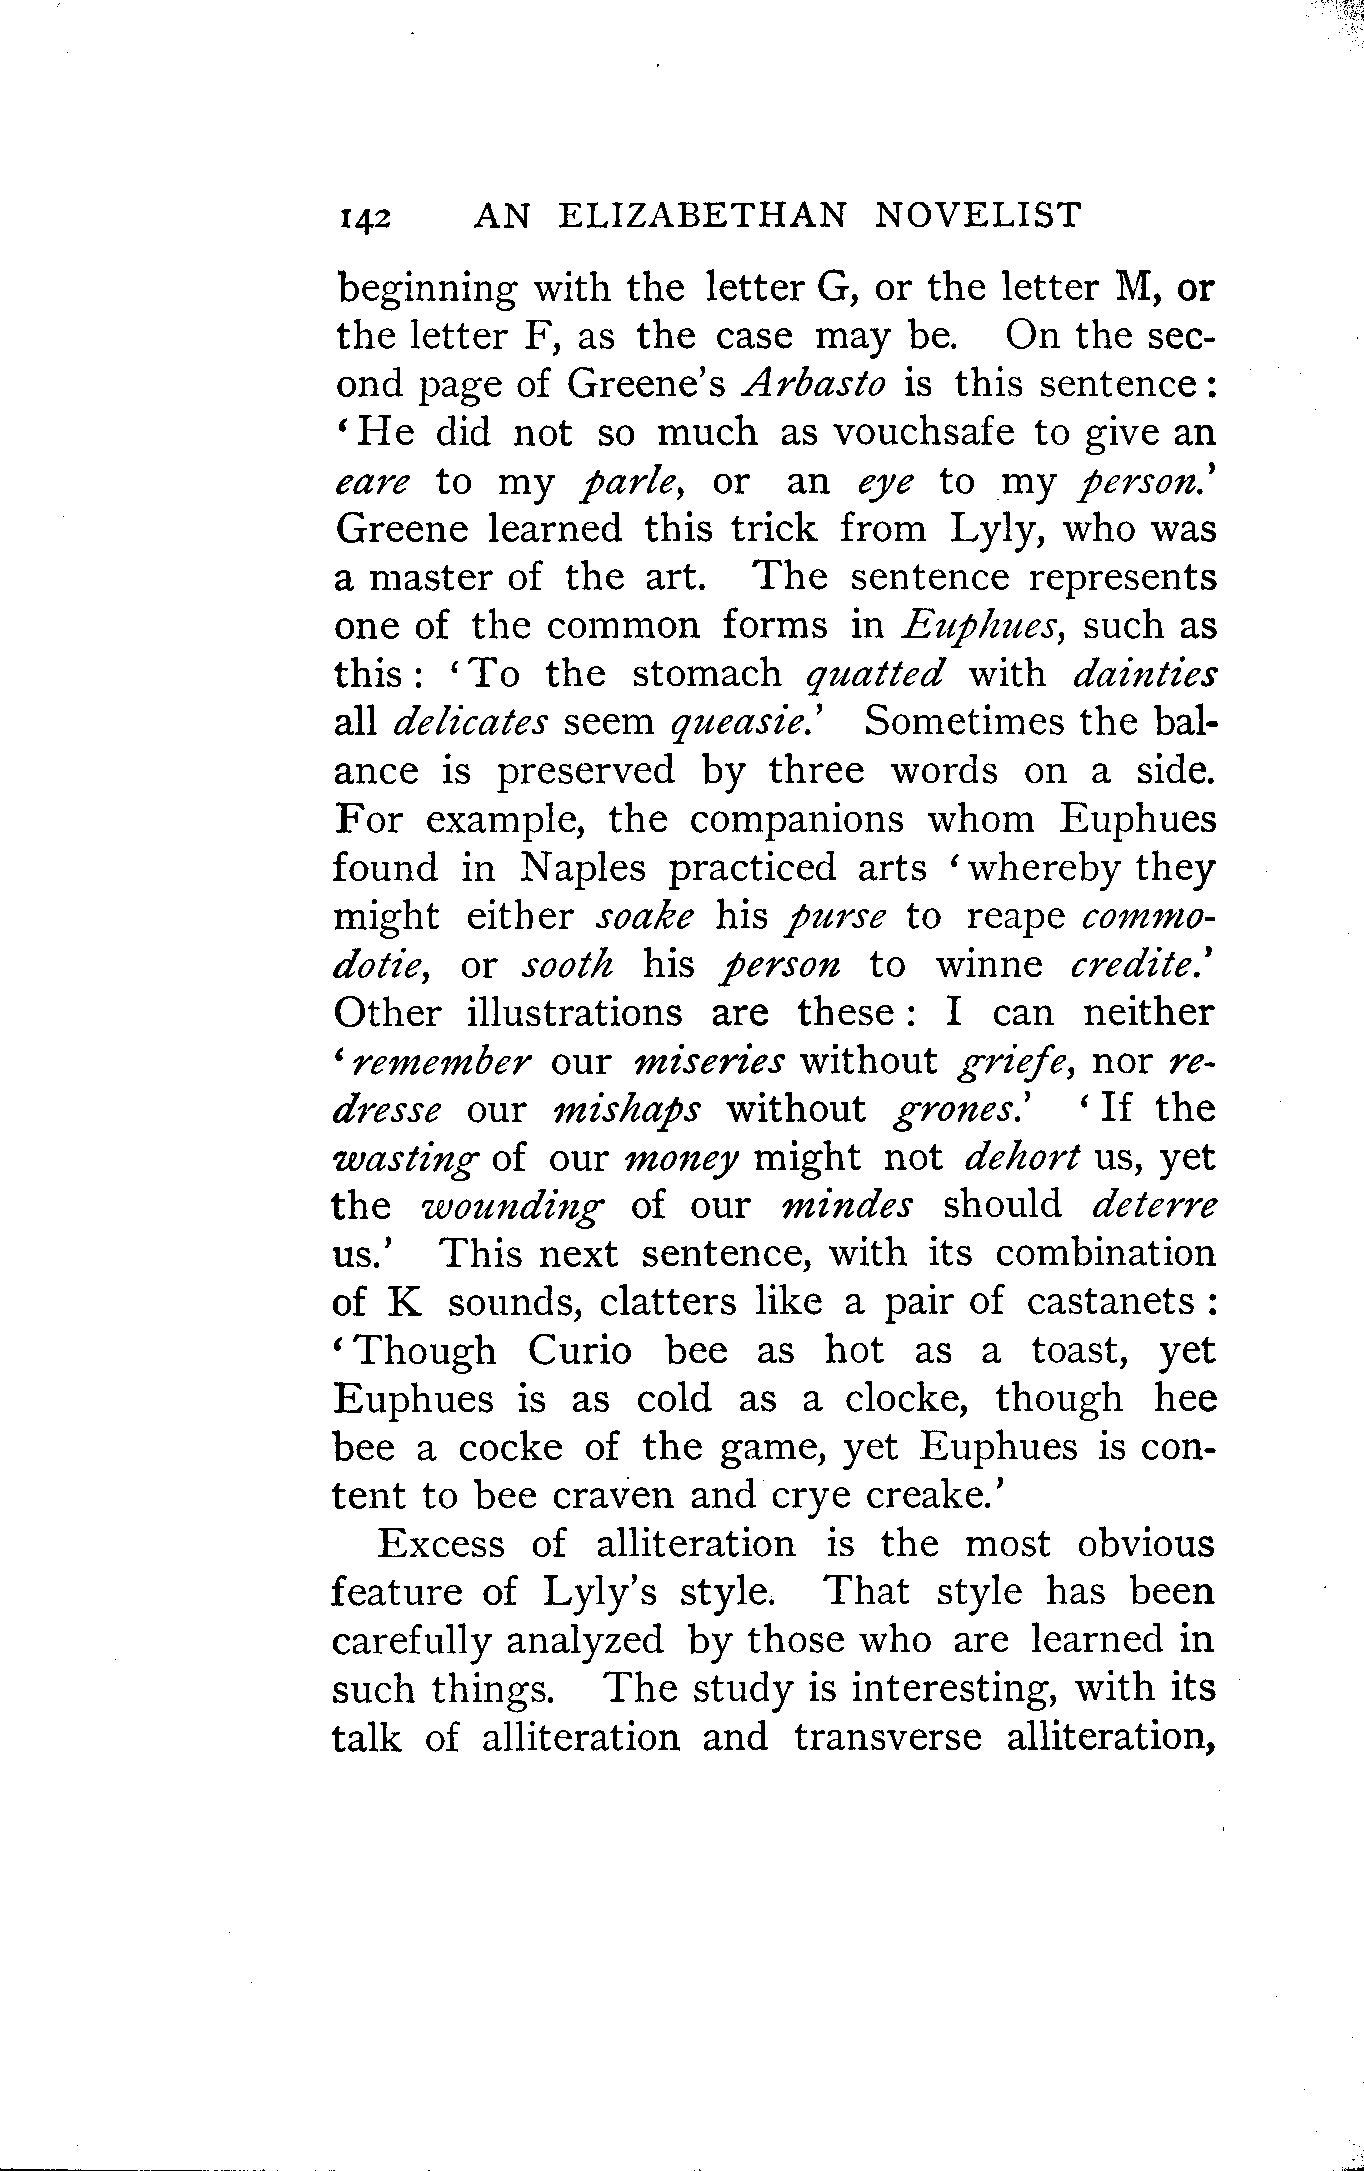 142 AN ELIZABETHAN NOVELIST
beginning with the letter G, or the letter M, or
the letter F, as the case may be. On the sec-
ond page of Greene's Arbasto is this sentence :
‘ He did not so much as vouchsafe to give an
eare to my parle, or an eye to my person.’
Greene learned this trick from Lyly, who was
a master of the art. The sentence represents
one of the common forms in Euphues, such as
this : ‘ To the stomach quatted with dainties
all delicates seem queasie.’ Sometimes the bal-
ance is preserved by three words on a side.
For example, the companions whom Euphues
found in Naples practiced arts ‘ whereby they
might either soake his purse to reape commo-
dotie, or sooth his person to winne credite.’
Other illustrations are these : I can neither
‘ remember our miseries without griefe, nor re-
dresse our mishaps without grones.’ ‘ If the
wasting of our money might not dehort us, yet
the wounding of our mindes should deterre
us.’ This next sentence, with its combination
of K sounds, clatters like a pair of castanets :
‘ Though Curio bee as hot as a toast, yet
Euphues is as cold as a clocke, though hee
bee a cocke of the game, yet Euphues is con-
tent to bee craven and crye creake.’
Excess of alliteration is the most obvious
feature of Lyly's style. That style has been
carefully analyzed by those who are learned in
such things. The study is interesting, with its
talk of alliteration and transverse alliteration,